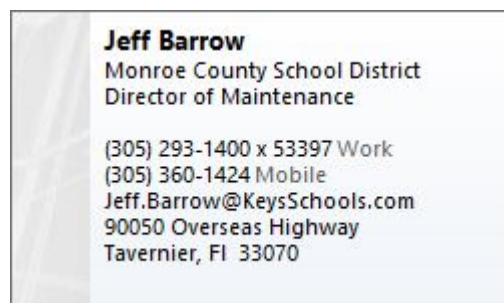 Jeff Barrow
Monroe County School District
Director of Maintenance
(305) 293-1400 x 53397 Work
(305) 360-1424 Mobile
Jeff.Barrow@KeysSchools.com
90050 Overseas Highway
Tavernier, Fl  33070